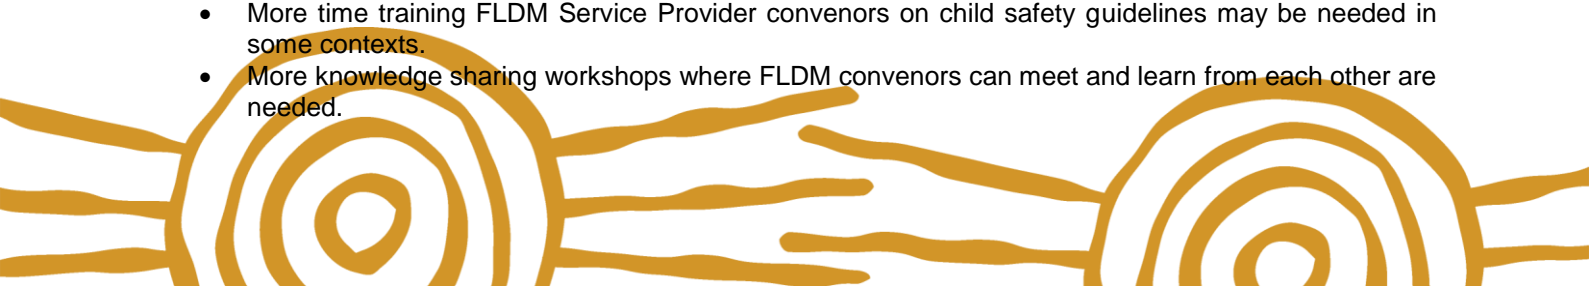 • More time training FLDM Service Provider convenors on child safety guidelines may be needed in
some contexts.
• More knowledge sharing workshops where FLDM convenors can meet and learn from each other are
needed.